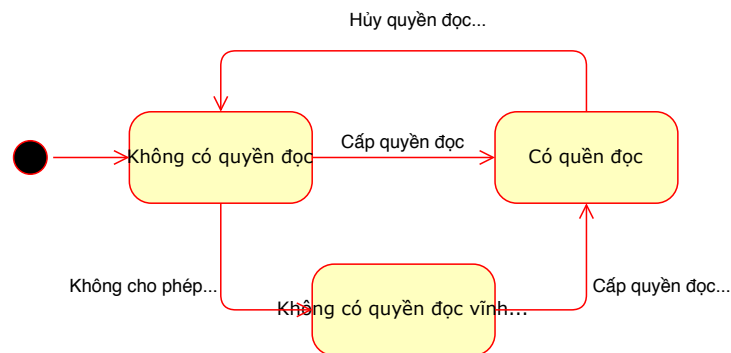 Hủy quyền đọc...
Không có quyền đọc
Cấp quyền đọc
Có quền đọc
Không cho phép...
Không có quyền đọc vĩnh...
Cấp quyền đọc...